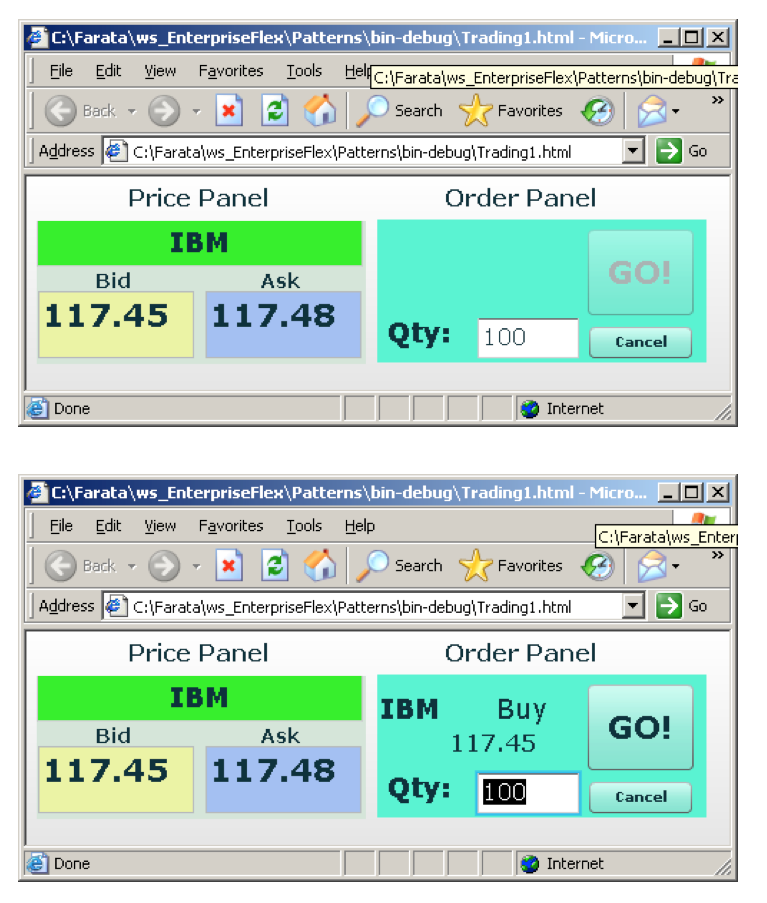 C:\Farata\ws_EnterpriseFlex\Patterns\bin-debug\Trading1.html - Micro...
File Edit View Favorites Tools Help
C:\Farata\ws_EnterpriseFlex\Patterns\bin-debug\Tra
Back Search Favorites »
Address C:\Farata\ws_EnterpriseFlex\Patterns\bin-debug\Trading1.html Go
Price Panel Order Panel
IBM
Bid Ask GO!
117.45 117.48
Qty: 100 Cancel
Done Internet
C:\Farata\ws_EnterpriseFlex\Patterns\bin-debug\Trading1.html - Micro...
File Edit View Favorites Tools Help
C:\Farata\ws_Enterp
Back Search Favorites »
Address C:\Farata\ws_EnterpriseFlex\Patterns\bin-debug\Trading1.html Go
Price Panel Order Panel
IBM IBM Buy
Bid Ask 117.45 GO!
117.45 117.48
Qty: 100 Cancel
Done Internet